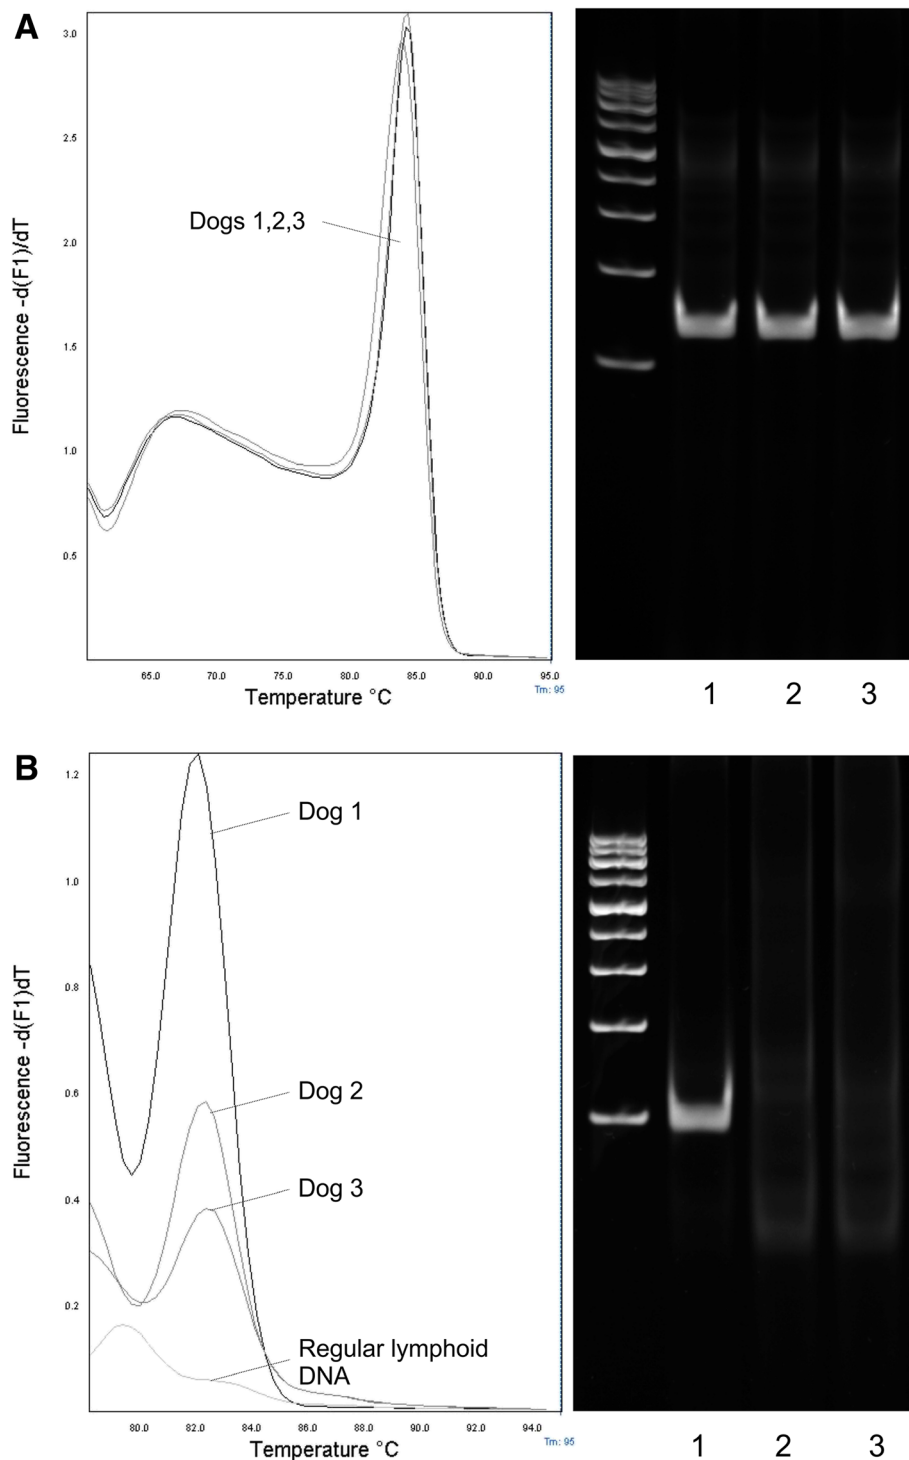 A
3.0
2.5
Dogs 1,2,3
2.0
Fluorescence -d(F1)/dT
1.5
1.0
0.5
65.0 70.0 75.0 80.0 85.0 90.0 95.0
Temperature °C
Tm: 95
1 2 3
B
1.2
Dog 1
1.0
0.8
Fluorescence -d(F1)dT
Dog 2
0.6
Dog 3
0.4
0.2
Regular lymphoid
DNA
80.0 82.0 84.0 86.0 88.0 90.0 92.0 94.0
Temperature °C
Tm: 95
1 2 3